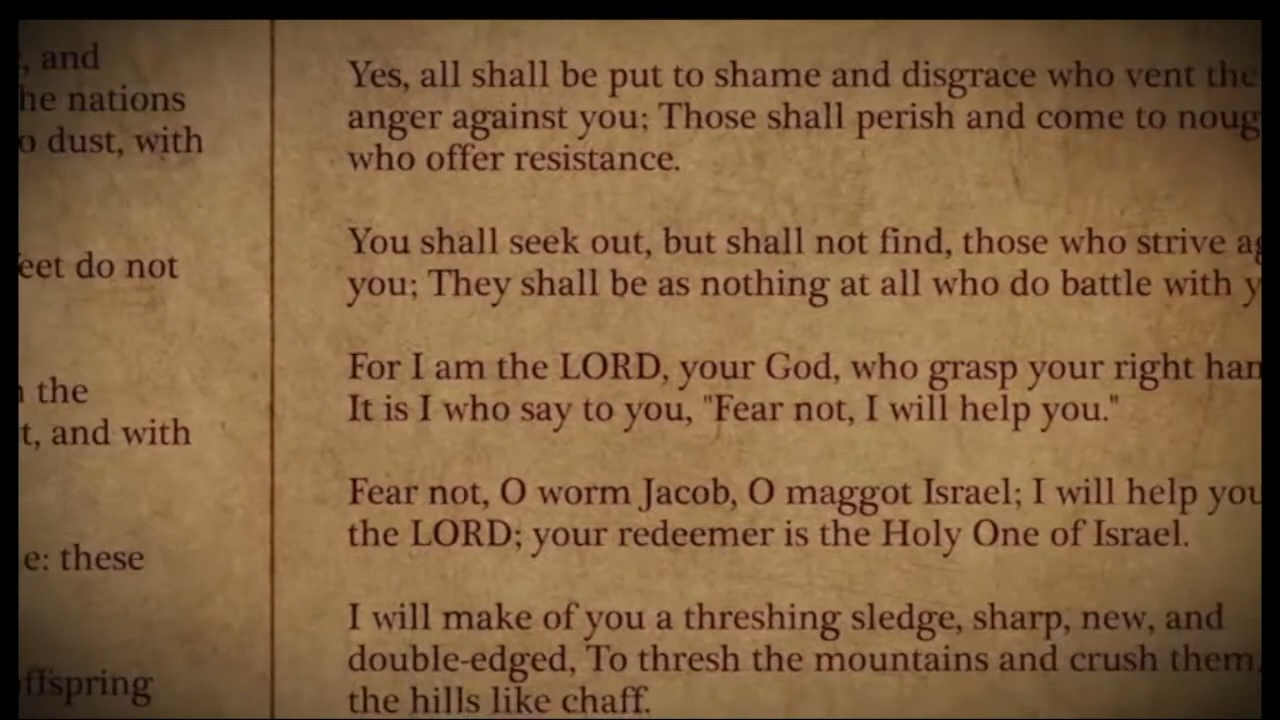 , and
he nations
o dust, with
eet do not
the
t, and with
e: these
ffspring
Yes, all shall be put to shame and disgrace who vent the
anger against you; Those shall perish and come to noug
who offer resistance.
You shall seek out, but shall not find, those who strive ag
you; They shall be as nothing at all who do battle with y
For I am the LORD, your God, who grasp your right han
It is I who say to you, "Fear not, I will help you."
Fear not, O worm Jacob, O maggot Israel; I will help you
the LORD; your redeemer is the Holy One of Israel.
I will make of you a threshing sledge, sharp, new, and
double-edged, To thresh the mountains and crush them,
the hills like chaff.